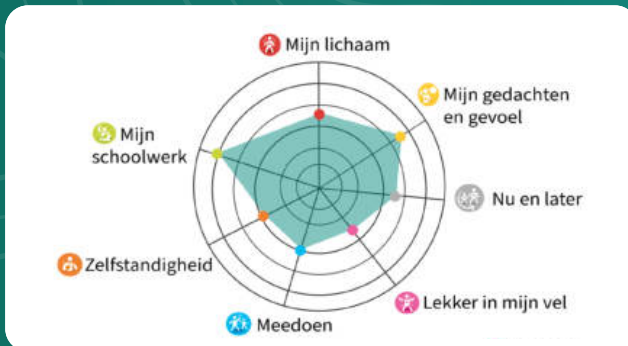 Mijn lichaam
Mijn gedachten
en gevoel
Mijn
schoolwerk
Nu en later
Zelfstandigheid
Lekker in mijn vel
Meedoen